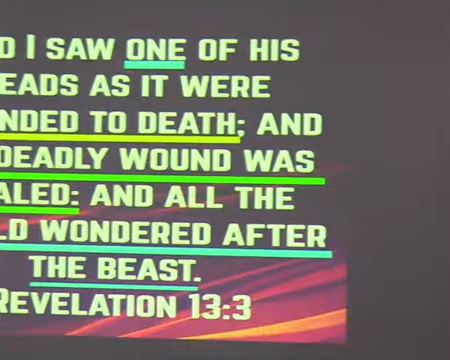 D I SAW ONE OF HIS
EADS AS IT WERE
NDED TO DEATH; AND
DEADLY WOUND WAS
ALED: AND ALL THE
LD WONDERED AFTER
THE BEAST.
REVELATION 13:3